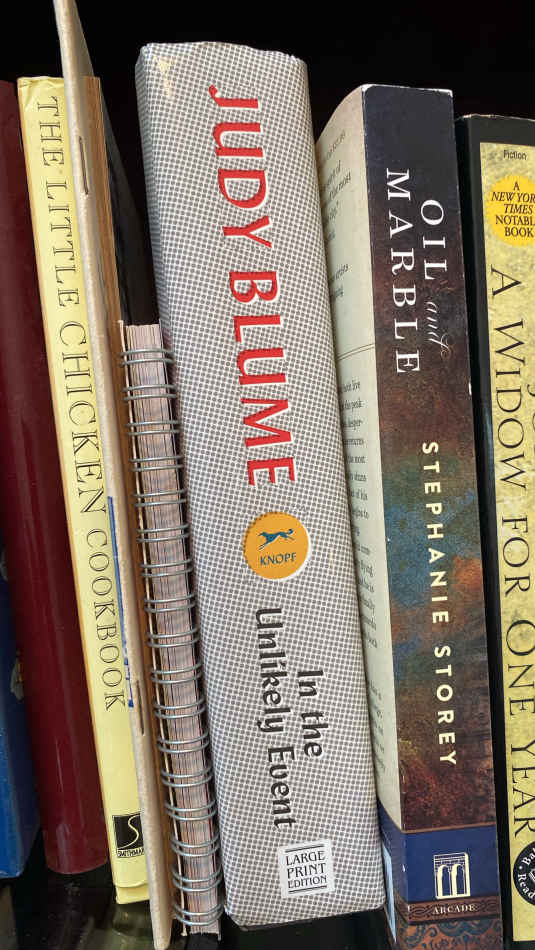 THE LITTLE CHICKEN COOKBOOK
SMITHMARK
JUDY BLUME
KNOPF
In the
Unlikely Event
LARGE
PRINT
EDITION
OIL and
MARBLE
STEPHANIE STOREY
ARCADE
Fiction
A
NEW YORK
TIMES
NOTABLE
BOOK
A WIDOW FOR ONE YEAR